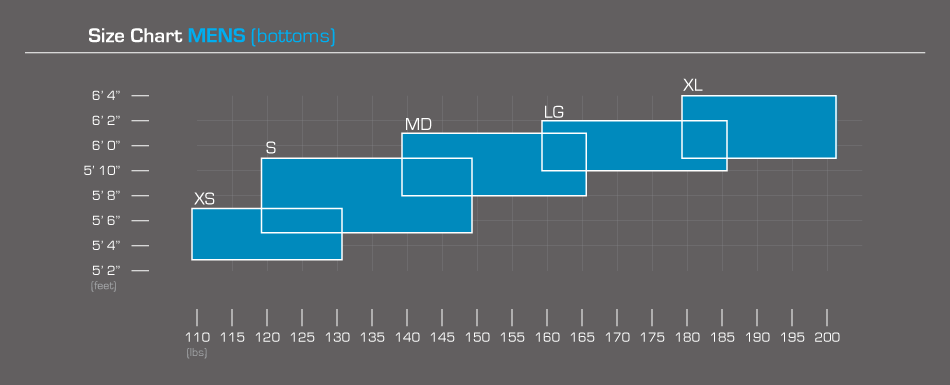 Size Chart MENS (bottoms)
XL
6’ 4”
LG
6’ 2”
MD
6’ 0”
S
5’ 10”
5’ 8”
XS
5’ 6”
5’ 4”
5’ 2”
(feet)
110 115 120 125 130 135 140 145 150 155 160 165 170 175 180 185 190 195 200
(lbs)